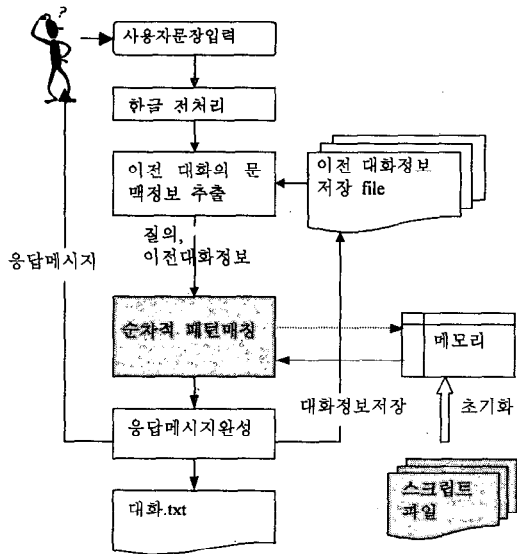 ?
사용자문장입력
한글 전처리
이전 대화의 문
맥정보 추출
이전 대화정보
저장 file
질의,
이전대화정보
응답메시지
순차적 패턴매칭
메모리
대화정보저장
초기화
응답메시지완성
스크립트
파일
대화.txt